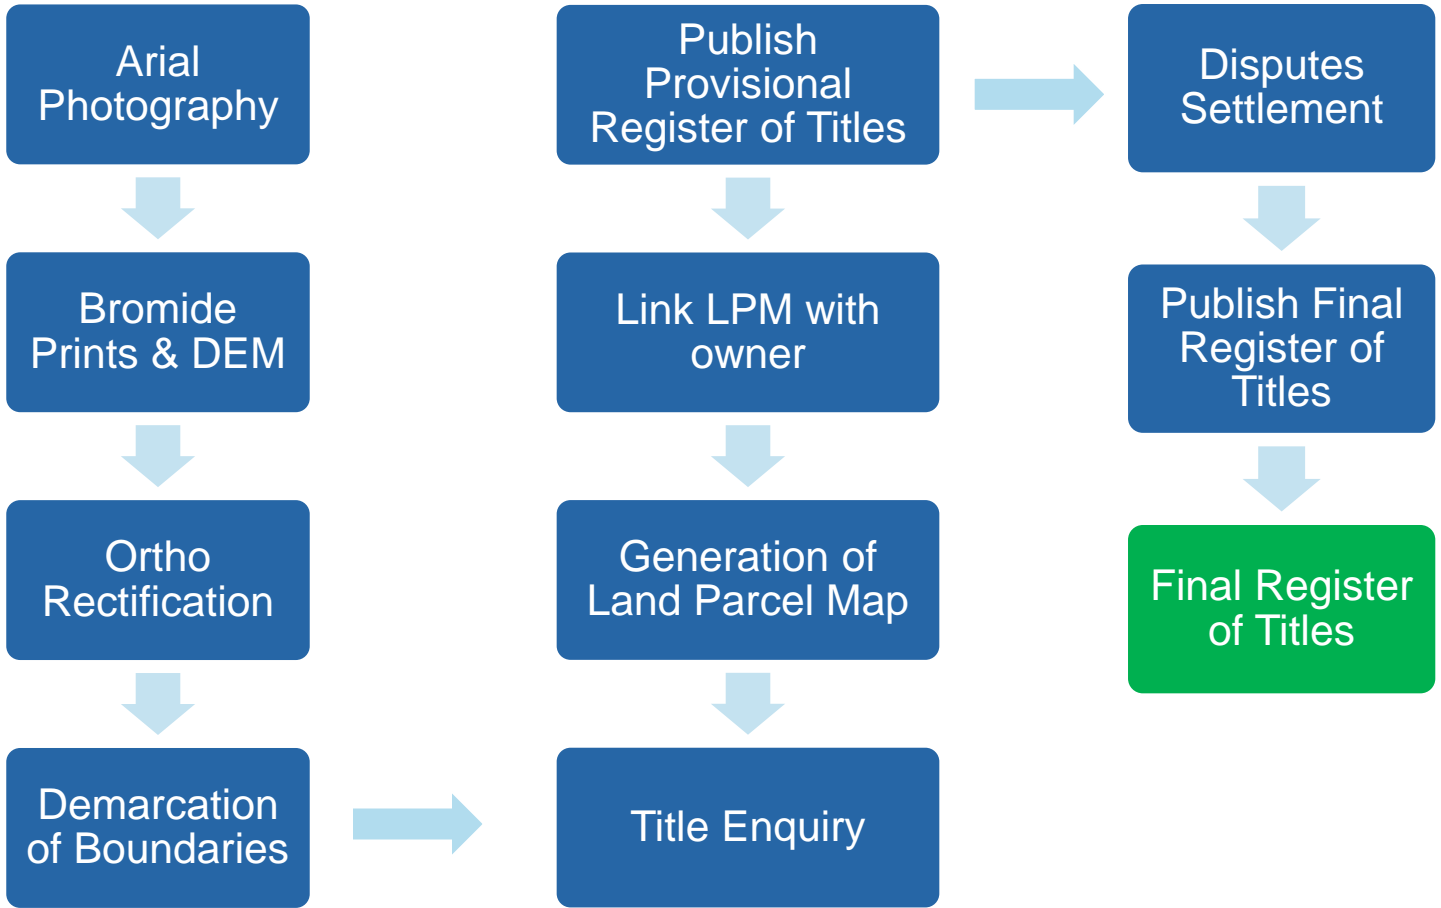 Arial
Photography
Bromide
Prints & DEM
Ortho
Rectification
Demarcation
of Boundaries
Publish
Provisional
Register of Titles
Link LPM with
owner
Generation of
Land Parcel Map
Title Enquiry
Disputes
Settlement
Publish Final
Register of
Titles
Final Register
of Titles